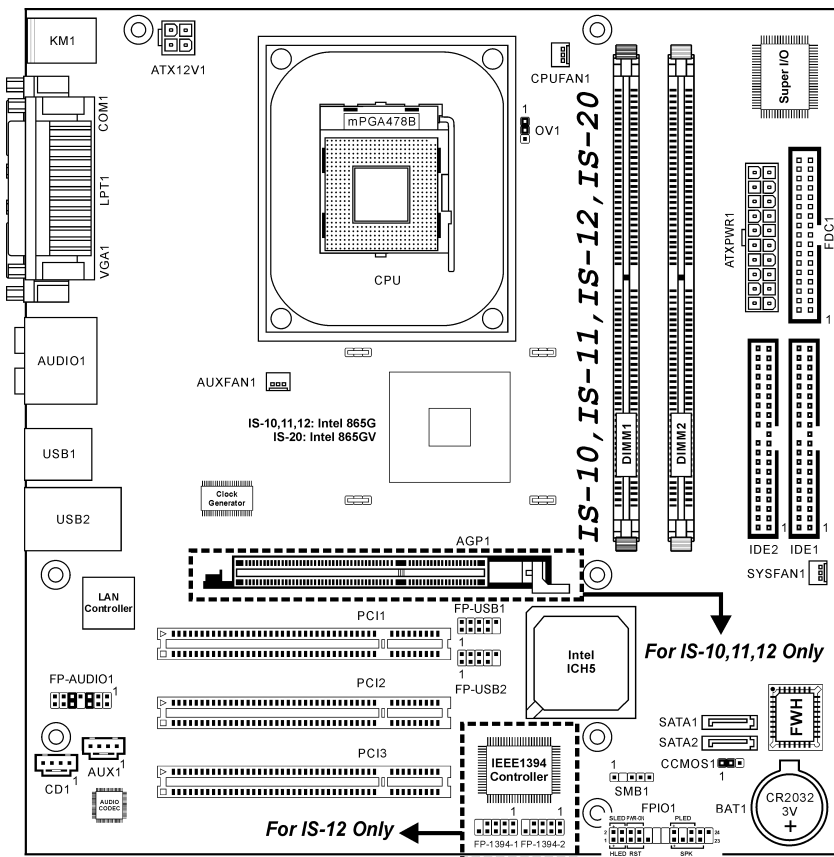 KM1
ATX12V1
CPUFAN1
Super I/O
COM1
LPT1
VGA1
mPGA478B
1
OV1
CPU
IS-10,IS-11,IS-12,IS-20
ATXPWR1
FDC1
1
AUDIO1
AUXFAN1
IS-10,11,12: Intel 865G
IS-20: Intel 865GV
DIMM1
DIMM2
USB1
Clock
Generator
USB2
1
1
IDE2
IDE1
AGP1
SYSFAN1
LAN
Controller
PCI1
FP-USB1
1
Intel
ICH5
For IS-10,11,12 Only
FP-USB2
PCI2
FP-AUDIO1
1
SATA1
SATA2
FWH
CCMOS1
1
PCI3
IEEE1394
Controller
CD1
1
AUX1
1
AUDIO
CODEC
1
SMB1
BAT1
CR2032
3V
+
FPIO1
SLED
PWR-ON
PLED
2
24
1
23
HLED
RST
SPK
1
1
FP-1394-1
FP-1394-2
For IS-12 Only